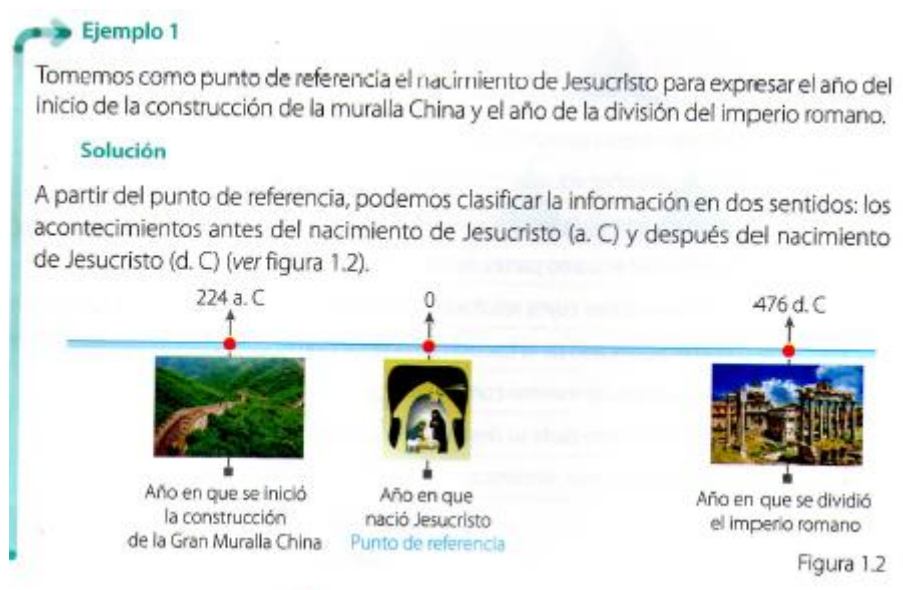 Ejemplo 1
Tomemos como punto de referencia el nacimiento de Jesucristo para expresar el año del
inicio de la construcción de la muralla China y el año de la división del imperio romano.
Solución
A partir del punto de referencia, podemos clasificar la información en dos sentidos: los
acontecimientos antes del nacimiento de Jesucristo (a. C) y después del nacimiento
de Jesucristo (d. C) (ver figura 1.2).
224 a. C
0
476 d. C
Año en que se inició
la construcción
de la Gran Muralla China
Año en que
nació Jesucristo
Punto de referencia
Año en que se dividió
el imperio romano
Figura 1.2